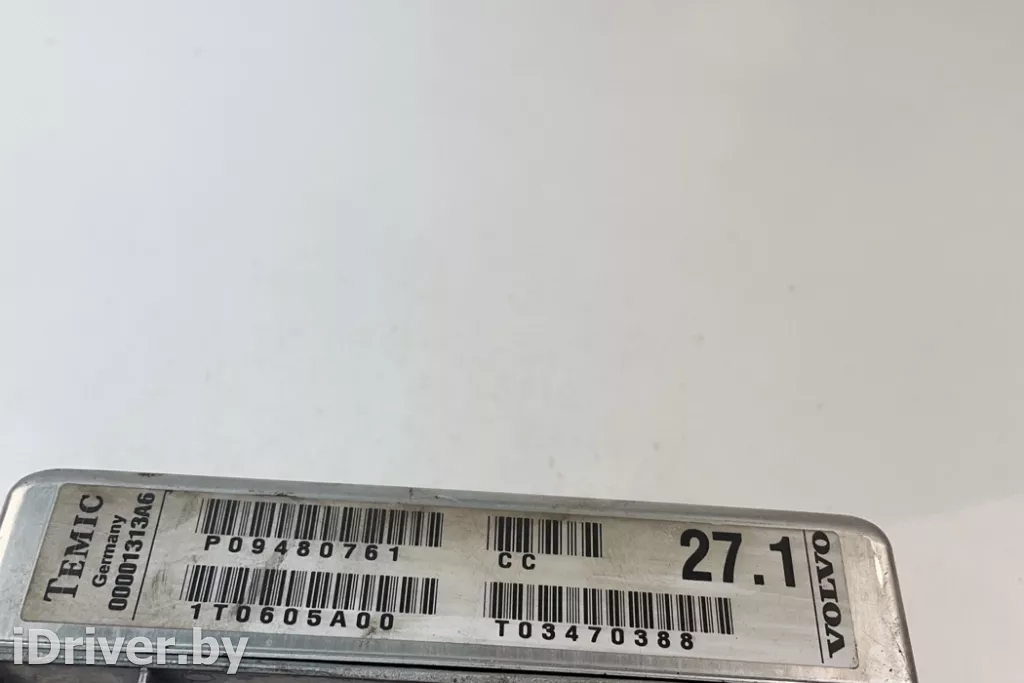 TEMIC
Germany
00001313A6
P09480761
CC
27.1
VOLVO
1T0605A00
T03470388
iDriver.by